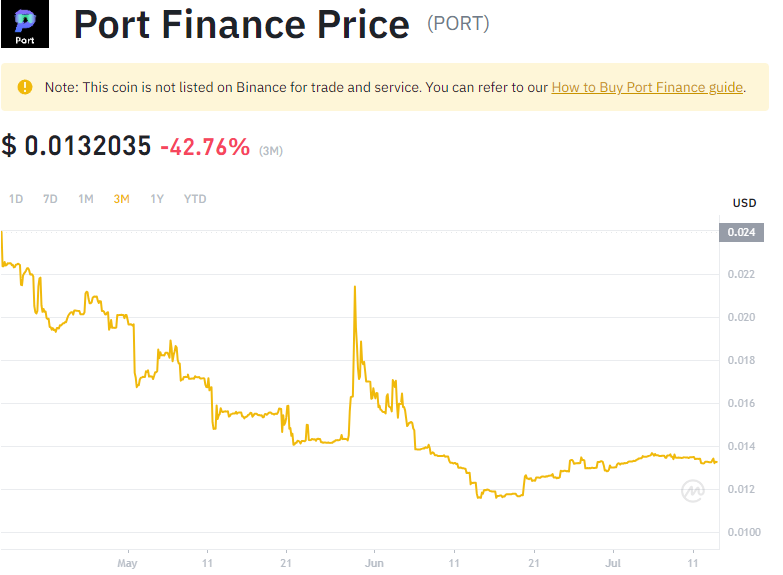 Port
Port Finance Price (PORT)
Note: This coin is not listed on Binance for trade and service. You can refer to our How to Buy Port Finance guide.
$ 0.0132035 -42.76% (3M)
1D 7D 1M 3M 1Y YTD
USD
0.024
0.022
0.020
0.018
0.016
0.014
0.012
0.0100
May 11 21 Jun 11 21 Jul 11